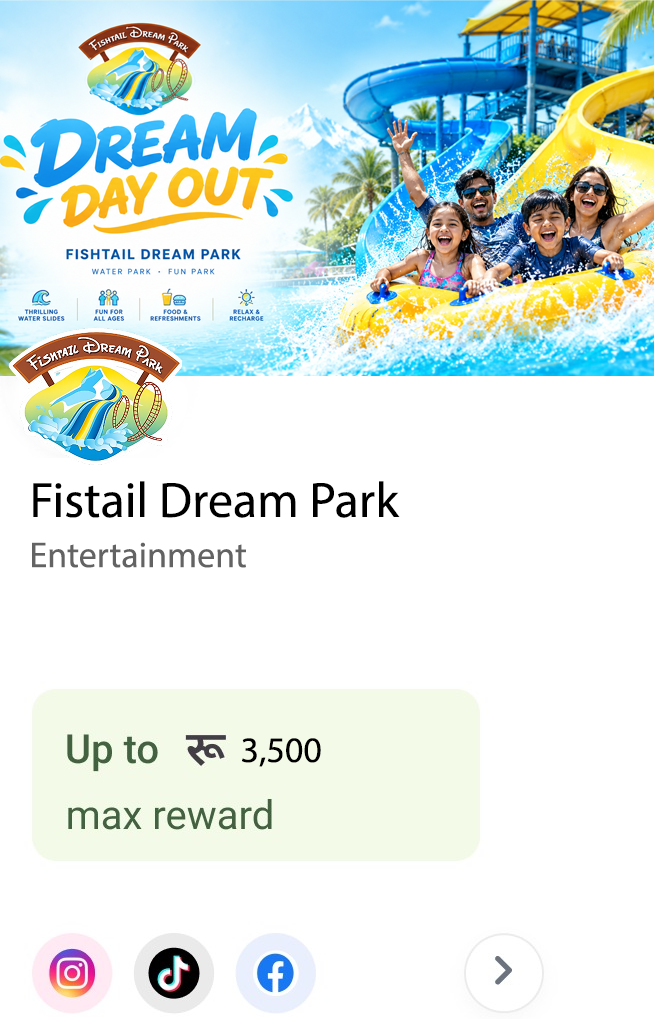 FISHTAIL DREAM PARK
DREAM
DAY OUT
FISHTAIL DREAM PARK
WATER PARK • FUN PARK
THRILLING
WATER SLIDES
FUN FOR
ALL AGES
FOOD &
REFRESHMENTS
RELAX &
RECHARGE
FISHTAIL DREAM PARK
Fistail Dream Park
Entertainment
Up to रू 3,500
max reward